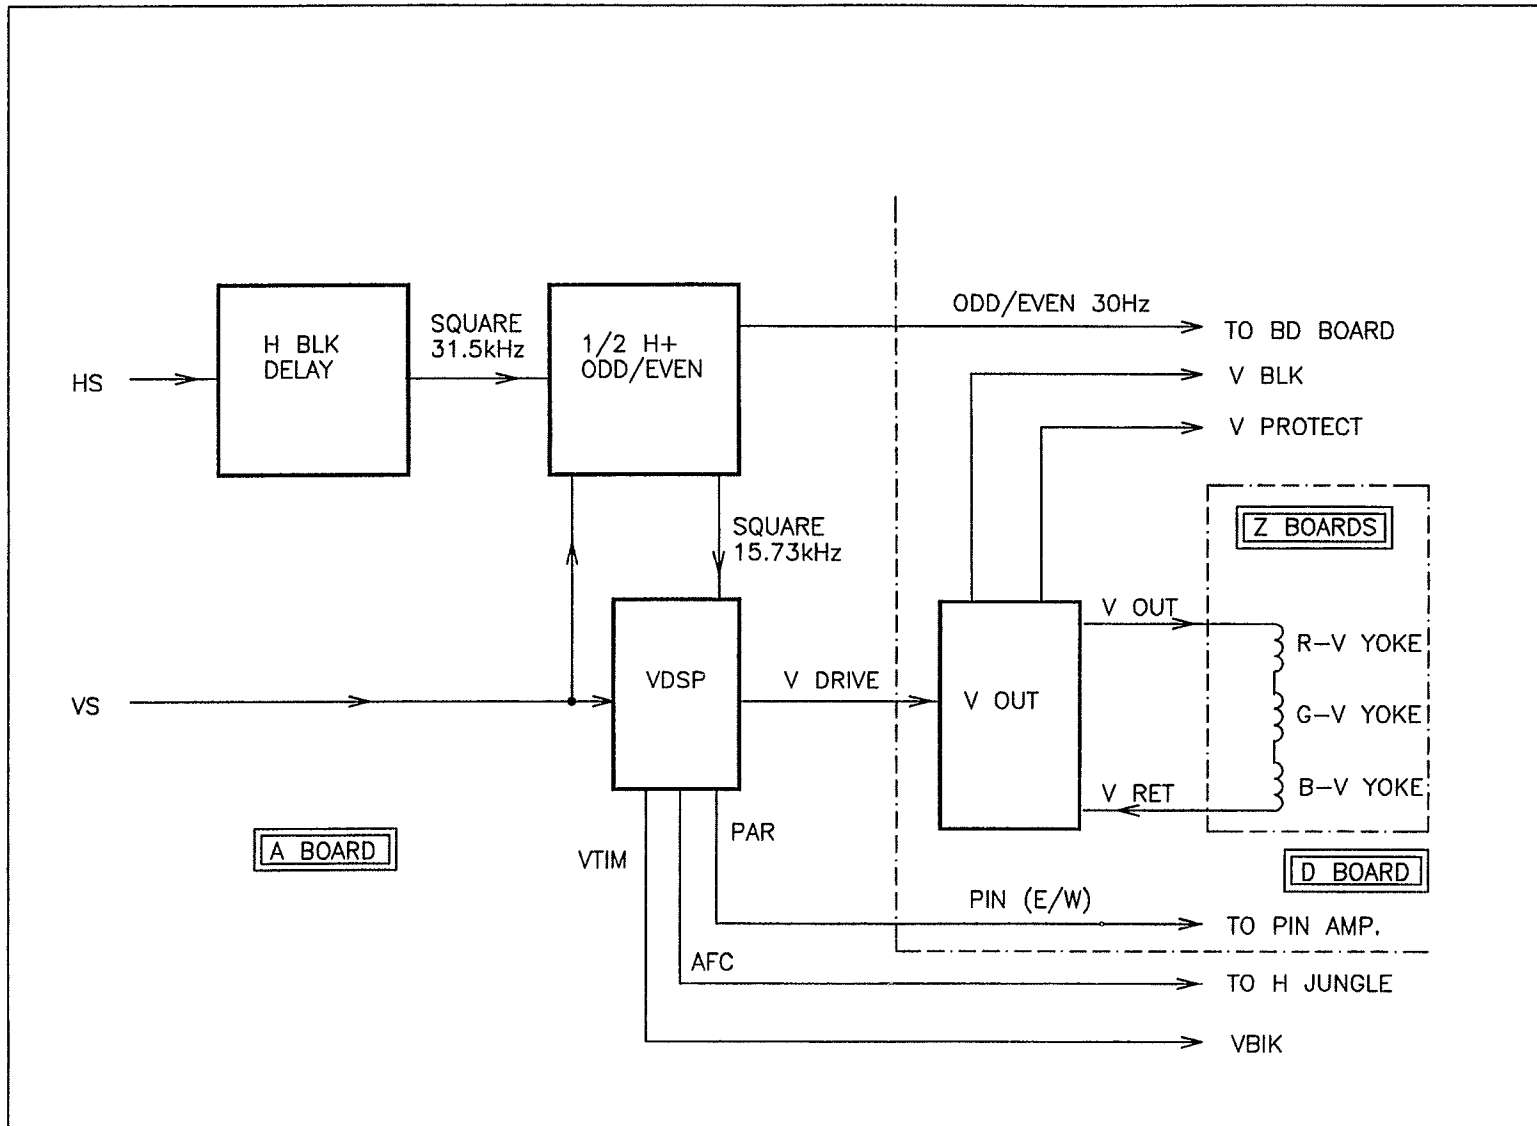 ODD/EVEN 30Hz
TO BD BOARD
H BLK
DELAY
SQUARE
31.5kHz
1/2 H+
ODD/EVEN
HS
V BLK
V PROTECT
SQUARE
15.73kHz
Z BOARDS
V OUT
R-V YOKE
VS
VDSP
V DRIVE
V OUT
G-V YOKE
V RET
B-V YOKE
A BOARD
VTIM
PAR
D BOARD
PIN (E/W)
TO PIN AMP.
AFC
TO H JUNGLE
VBIK